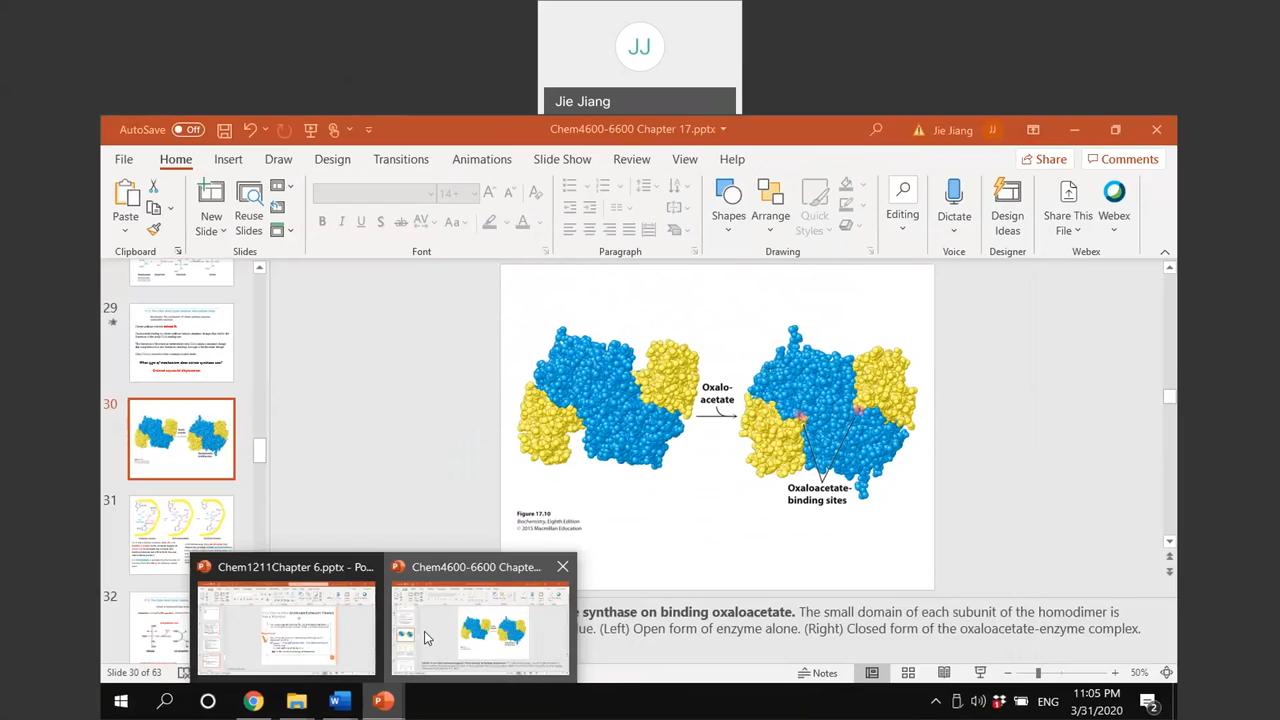 JJ
Jie Jiang
AutoSave Off
Chem4600-6600 Chapter 17.pptx
Jie Jiang JJ
File Home Insert Draw Design Transitions Animations Slide Show Review View Help Share Comments
Paste New Slide Reuse Slides
14+
B I U S ab AV Aa A
Shapes Arrange Quick Styles Editing Dictate Design Ideas Share This File Webex
Clipboard Slides Font Paragraph Drawing Voice Designer Webex
29
30
31
32
Oxalo-
acetate
Oxaloacetate-
binding sites
Figure 17.10
Biochemistry, Eighth Edition
© 2015 Macmillan Education
Chem1211Chapter 6.pptx - Po...
Chem4600-6600 Chapte...
synthase on binding oxaloacetate. The small domain of each subunit of the homodimer is
ue. (Left) Open form of enzyme alone. (Right) Closed form of the oxaloacetate-enzyme complex
Slide 30 of 63
Notes
50%
ENG
11:05 PM
3/31/2020
2